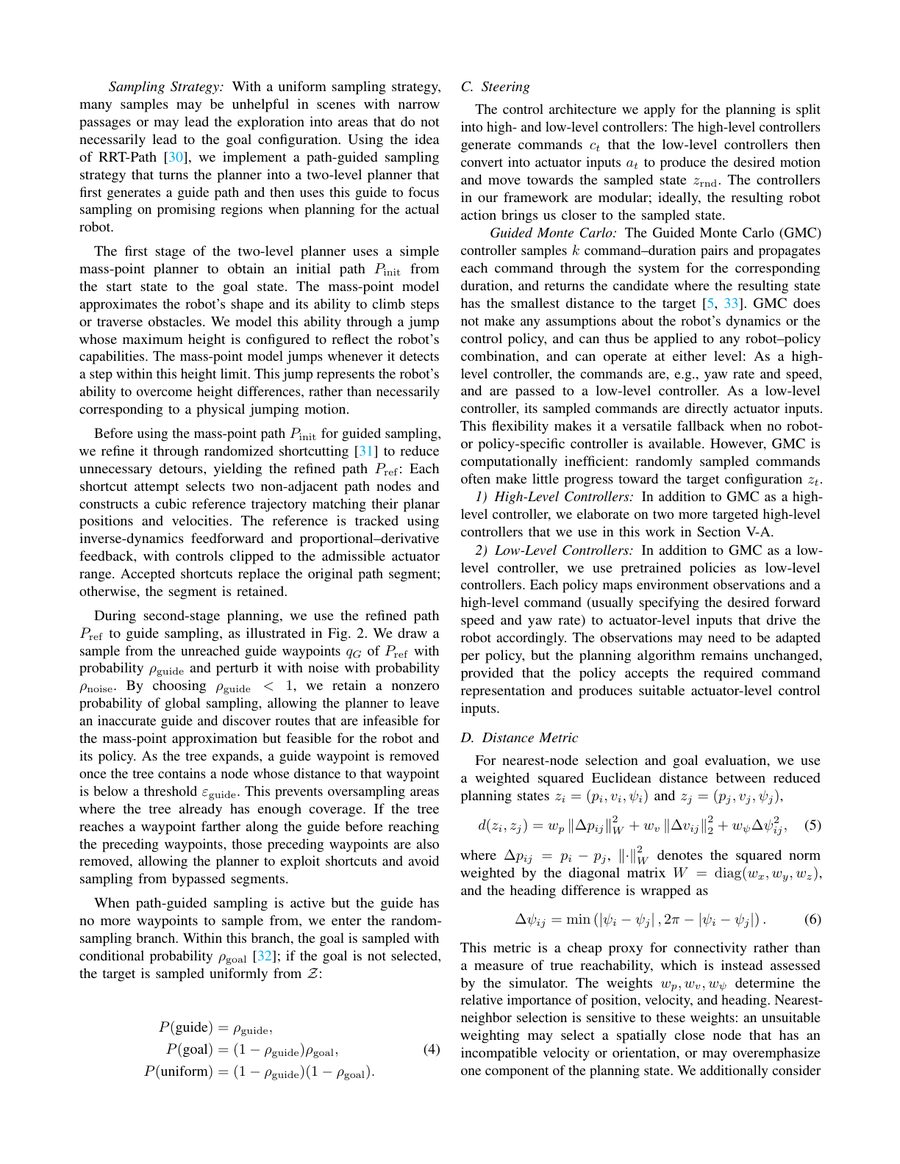 Sampling Strategy: With a uniform sampling strategy,
many samples may be unhelpful in scenes with narrow
passages or may lead the exploration into areas that do not
necessarily lead to the goal configuration. Using the idea
of RRT-Path [30], we implement a path-guided sampling
strategy that turns the planner into a two-level planner that
first generates a guide path and then uses this guide to focus
sampling on promising regions when planning for the actual
robot.
The first stage of the two-level planner uses a simple
mass-point planner to obtain an initial path P_init from
the start state to the goal state. The mass-point model
approximates the robot's shape and its ability to climb steps
or traverse obstacles. We model this ability through a jump
whose maximum height is configured to reflect the robot's
capabilities. The mass-point model jumps whenever it detects
a step within this height limit. This jump represents the robot's
ability to overcome height differences, rather than necessarily
corresponding to a physical jumping motion.
Before using the mass-point path P_init for guided sampling,
we refine it through randomized shortcutting [31] to reduce
unnecessary detours, yielding the refined path P_ref: Each
shortcut attempt selects two non-adjacent path nodes and
constructs a cubic reference trajectory matching their planar
positions and velocities. The reference is tracked using
inverse-dynamics feedforward and proportional–derivative
feedback, with controls clipped to the admissible actuator
range. Accepted shortcuts replace the original path segment;
otherwise, the segment is retained.
During second-stage planning, we use the refined path
P_ref to guide sampling, as illustrated in Fig. 2. We draw a
sample from the unreached guide waypoints q_G of P_ref with
probability ρ_guide and perturb it with noise with probability
ρ_noise. By choosing ρ_guide < 1, we retain a nonzero
probability of global sampling, allowing the planner to leave
an inaccurate guide and discover routes that are infeasible for
the mass-point approximation but feasible for the robot and
its policy. As the tree expands, a guide waypoint is removed
once the tree contains a node whose distance to that waypoint
is below a threshold ε_guide. This prevents oversampling areas
where the tree already has enough coverage. If the tree
reaches a waypoint farther along the guide before reaching
the preceding waypoints, those preceding waypoints are also
removed, allowing the planner to exploit shortcuts and avoid
sampling from bypassed segments.
When path-guided sampling is active but the guide has
no more waypoints to sample from, we enter the random-
sampling branch. Within this branch, the goal is sampled with
conditional probability ρ_goal [32]; if the goal is not selected,
the target is sampled uniformly from Z:
P(guide) = ρ_guide,
P(goal) = (1 − ρ_guide)ρ_goal, (4)
P(uniform) = (1 − ρ_guide)(1 − ρ_goal).
C. Steering
The control architecture we apply for the planning is split
into high- and low-level controllers: The high-level controllers
generate commands c_t that the low-level controllers then
convert into actuator inputs a_t to produce the desired motion
and move towards the sampled state z_rnd. The controllers
in our framework are modular; ideally, the resulting robot
action brings us closer to the sampled state.
Guided Monte Carlo: The Guided Monte Carlo (GMC)
controller samples k command–duration pairs and propagates
each command through the system for the corresponding
duration, and returns the candidate where the resulting state
has the smallest distance to the target [5, 33]. GMC does
not make any assumptions about the robot's dynamics or the
control policy, and can thus be applied to any robot–policy
combination, and can operate at either level: As a high-
level controller, the commands are, e.g., yaw rate and speed,
and are passed to a low-level controller. As a low-level
controller, its sampled commands are directly actuator inputs.
This flexibility makes it a versatile fallback when no robot-
or policy-specific controller is available. However, GMC is
computationally inefficient: randomly sampled commands
often make little progress toward the target configuration z_t.
1) High-Level Controllers: In addition to GMC as a high-
level controller, we elaborate on two more targeted high-level
controllers that we use in this work in Section V-A.
2) Low-Level Controllers: In addition to GMC as a low-
level controller, we use pretrained policies as low-level
controllers. Each policy maps environment observations and a
high-level command (usually specifying the desired forward
speed and yaw rate) to actuator-level inputs that drive the
robot accordingly. The observations may need to be adapted
per policy, but the planning algorithm remains unchanged,
provided that the policy accepts the required command
representation and produces suitable actuator-level control
inputs.
D. Distance Metric
For nearest-node selection and goal evaluation, we use
a weighted squared Euclidean distance between reduced
planning states z_i = (p_i, v_i, ψ_i) and z_j = (p_j, v_j, ψ_j),
d(z_i, z_j) = w_p ‖Δp_ij‖²_W + w_v ‖Δv_ij‖²_2 + w_ψΔψ²_ij, (5)
where Δp_ij = p_i − p_j, ‖·‖²_W denotes the squared norm
weighted by the diagonal matrix W = diag(w_x, w_y, w_z),
and the heading difference is wrapped as
Δψ_ij = min (|ψ_i − ψ_j| , 2π − |ψ_i − ψ_j|) . (6)
This metric is a cheap proxy for connectivity rather than
a measure of true reachability, which is instead assessed
by the simulator. The weights w_p, w_v, w_ψ determine the
relative importance of position, velocity, and heading. Nearest-
neighbor selection is sensitive to these weights: an unsuitable
weighting may select a spatially close node that has an
incompatible velocity or orientation, or may overemphasize
one component of the planning state. We additionally consider